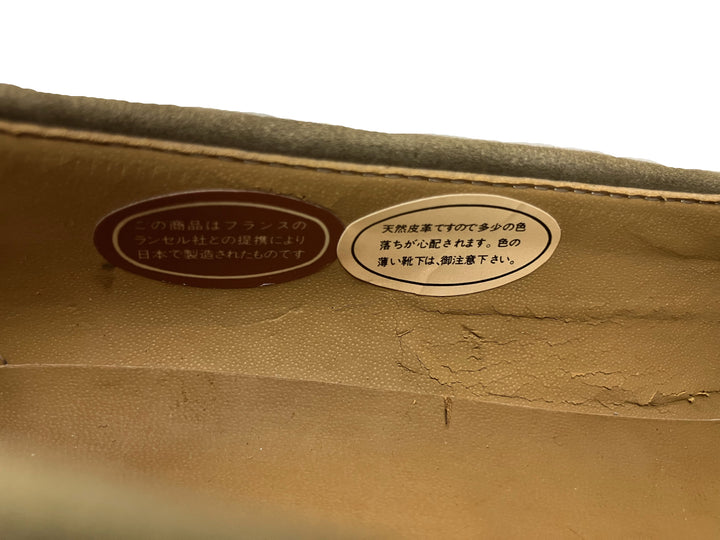 この商品はフランスの
ランセル社との提携により
日本で製造されたものです
天然皮革ですので多少の色
落ちが心配されます。色の
薄い靴下は、御注意下さい。